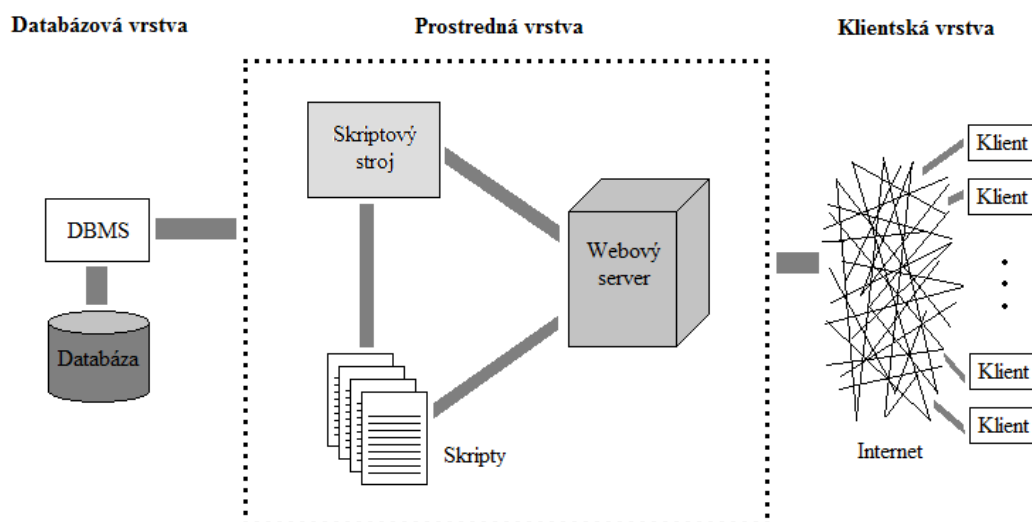 Databázová vrstva
Prostredná vrstva
Klientská vrstva
Skriptový
stroj
Klient
Klient
DBMS
Webový
server
Databáza
Klient
Klient
Skripty
Internet